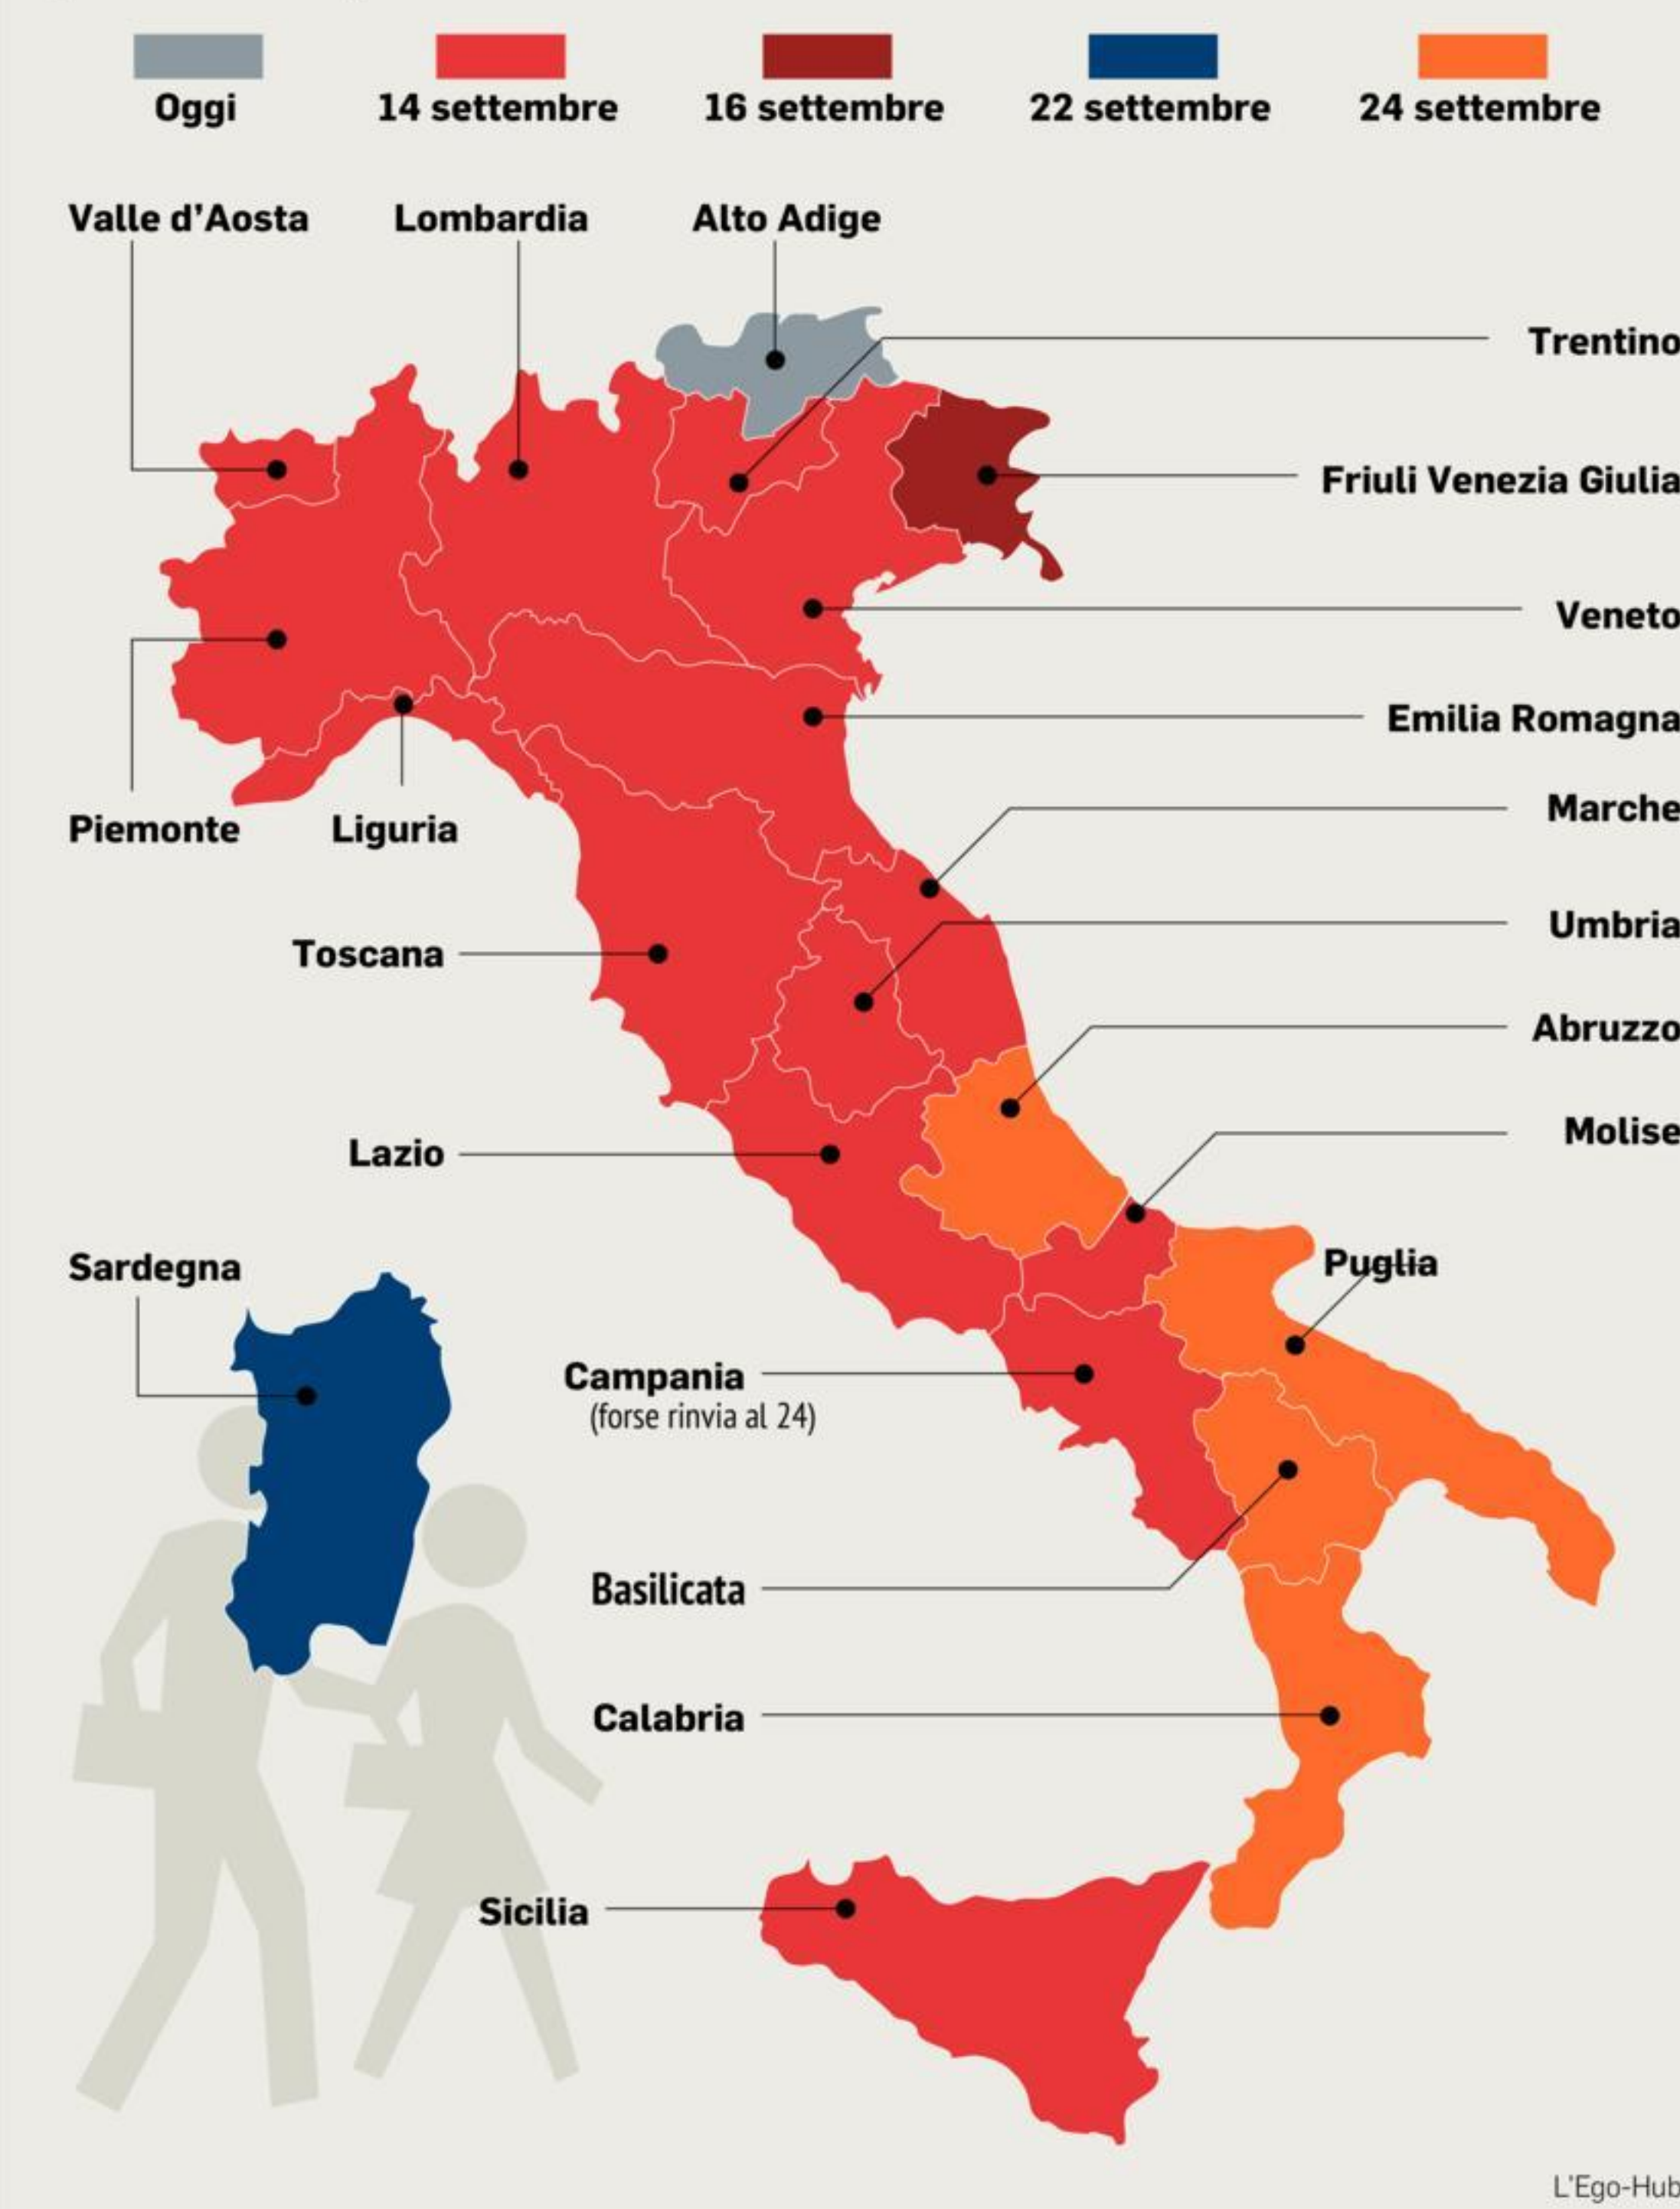 Oggi
14 settembre
16 settembre
22 settembre
24 settembre
Valle d’Aosta
Lombardia
Alto Adige
Trentino
Friuli Venezia Giulia
Veneto
Emilia Romagna
Marche
Piemonte
Liguria
Umbria
Toscana
Abruzzo
Molise
Lazio
Puglia
Sardegna
Campania
(forse rinvia al 24)
Basilicata
Calabria
Sicilia
L'Ego-Hub